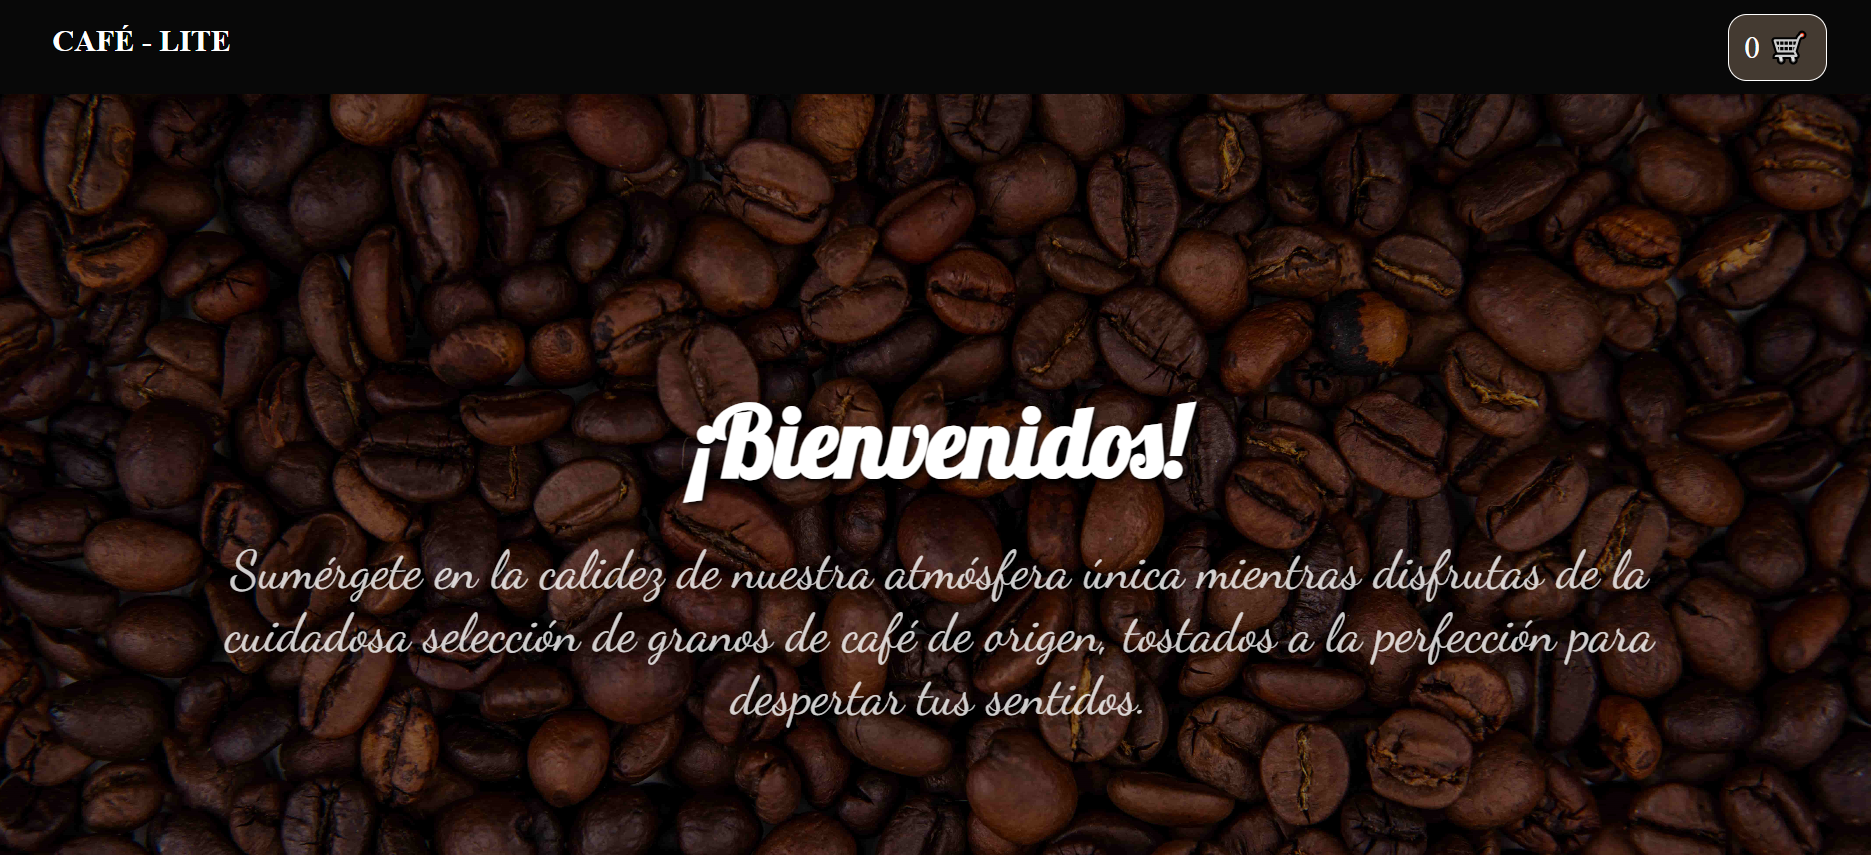 CAFÉ - LITE
0
¡Bienvenidos!
Sumérgete en la calidez de nuestra atmósfera única mientras disfrutas de la
cuidadosa selección de granos de café de origen, tostados a la perfección para
despertar tus sentidos.